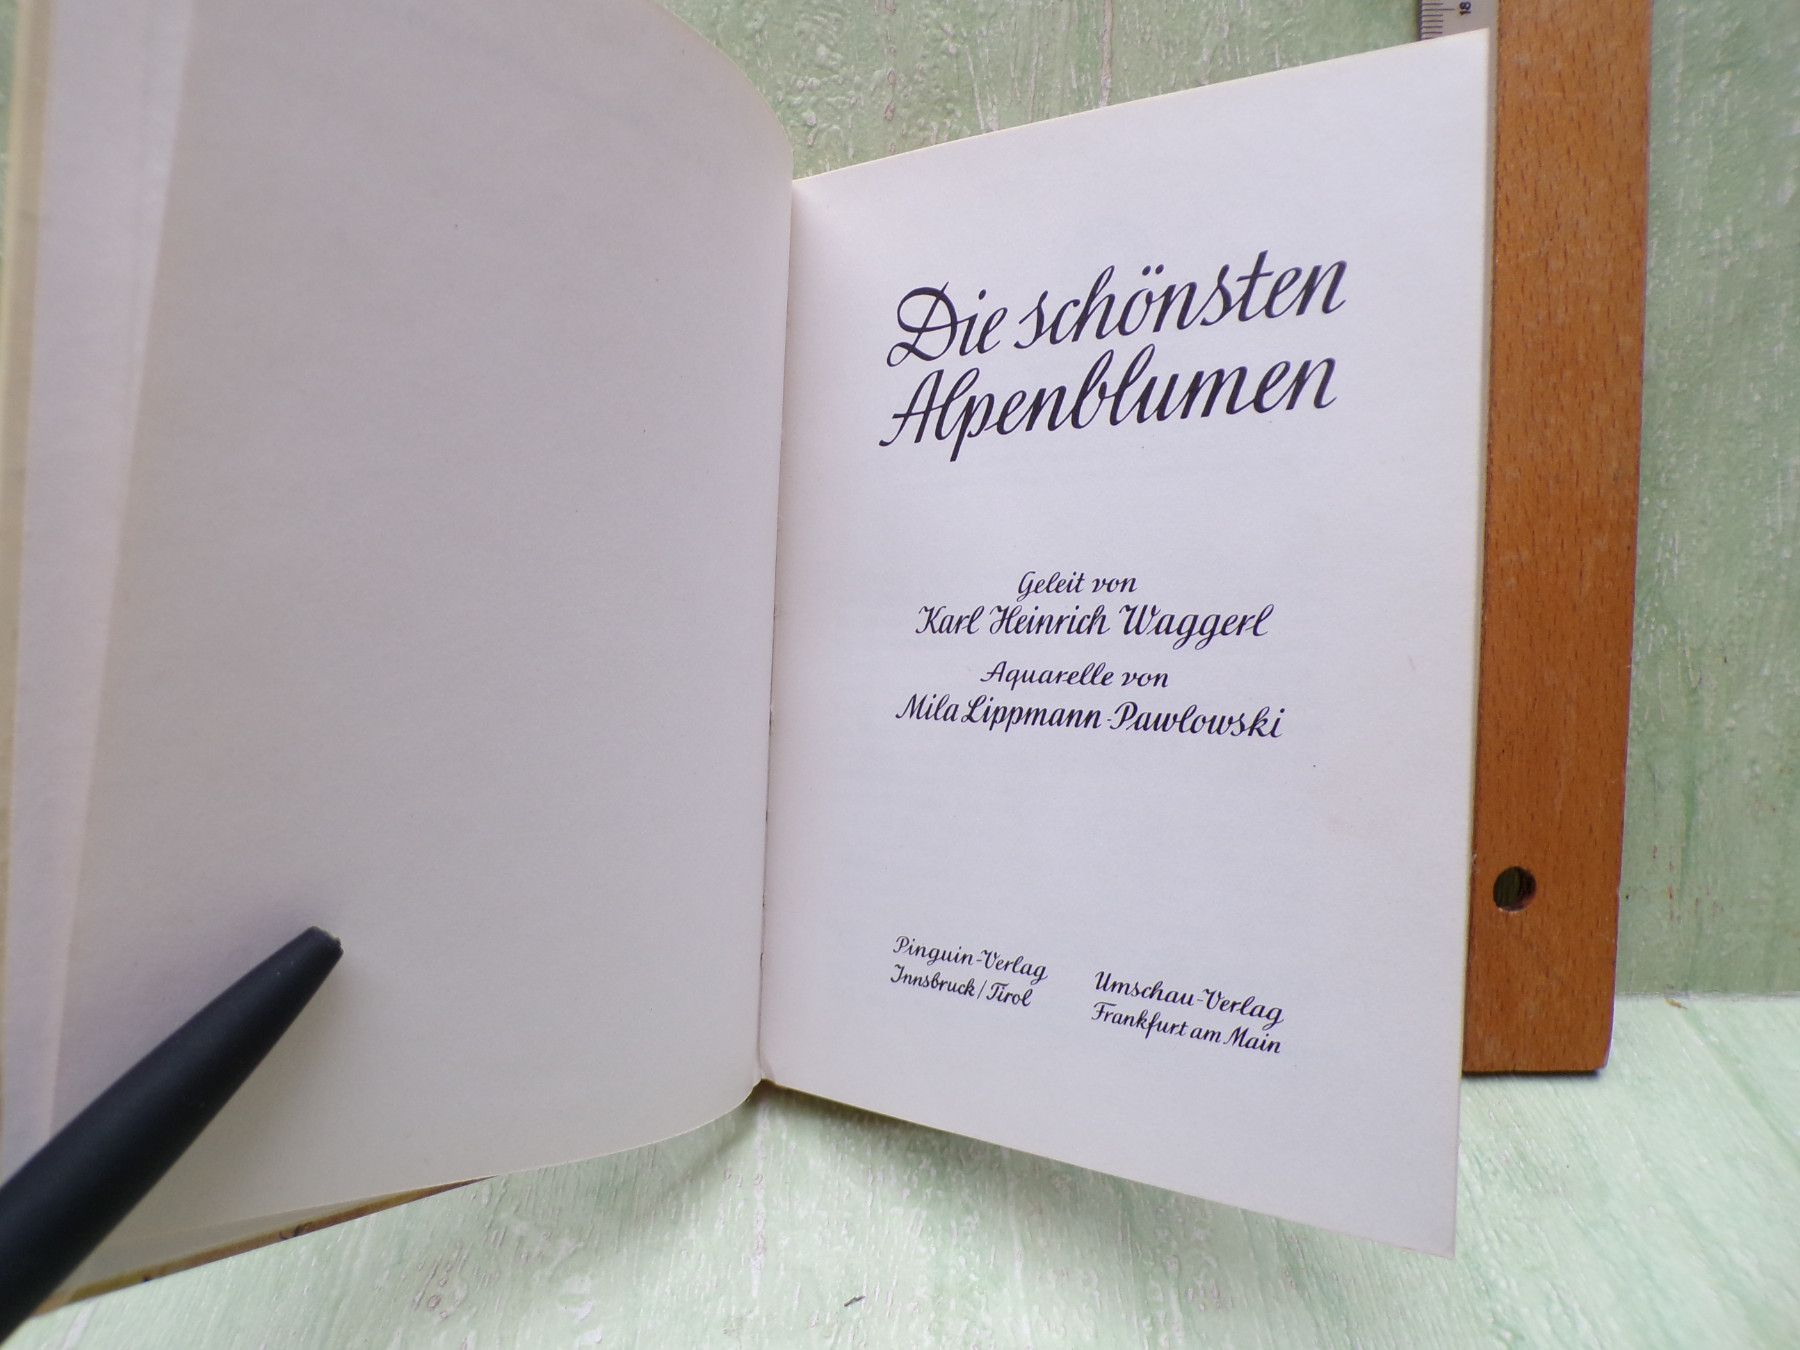 18
Die schönsten
Alpenblumen
Geleit von
Karl Heinrich Waggerl
Aquarelle von
Mila Lippmann-Pawlowski
Pinguin-Verlag
Innsbruck/Tirol
Umschau-Verlag
Frankfurt am Main